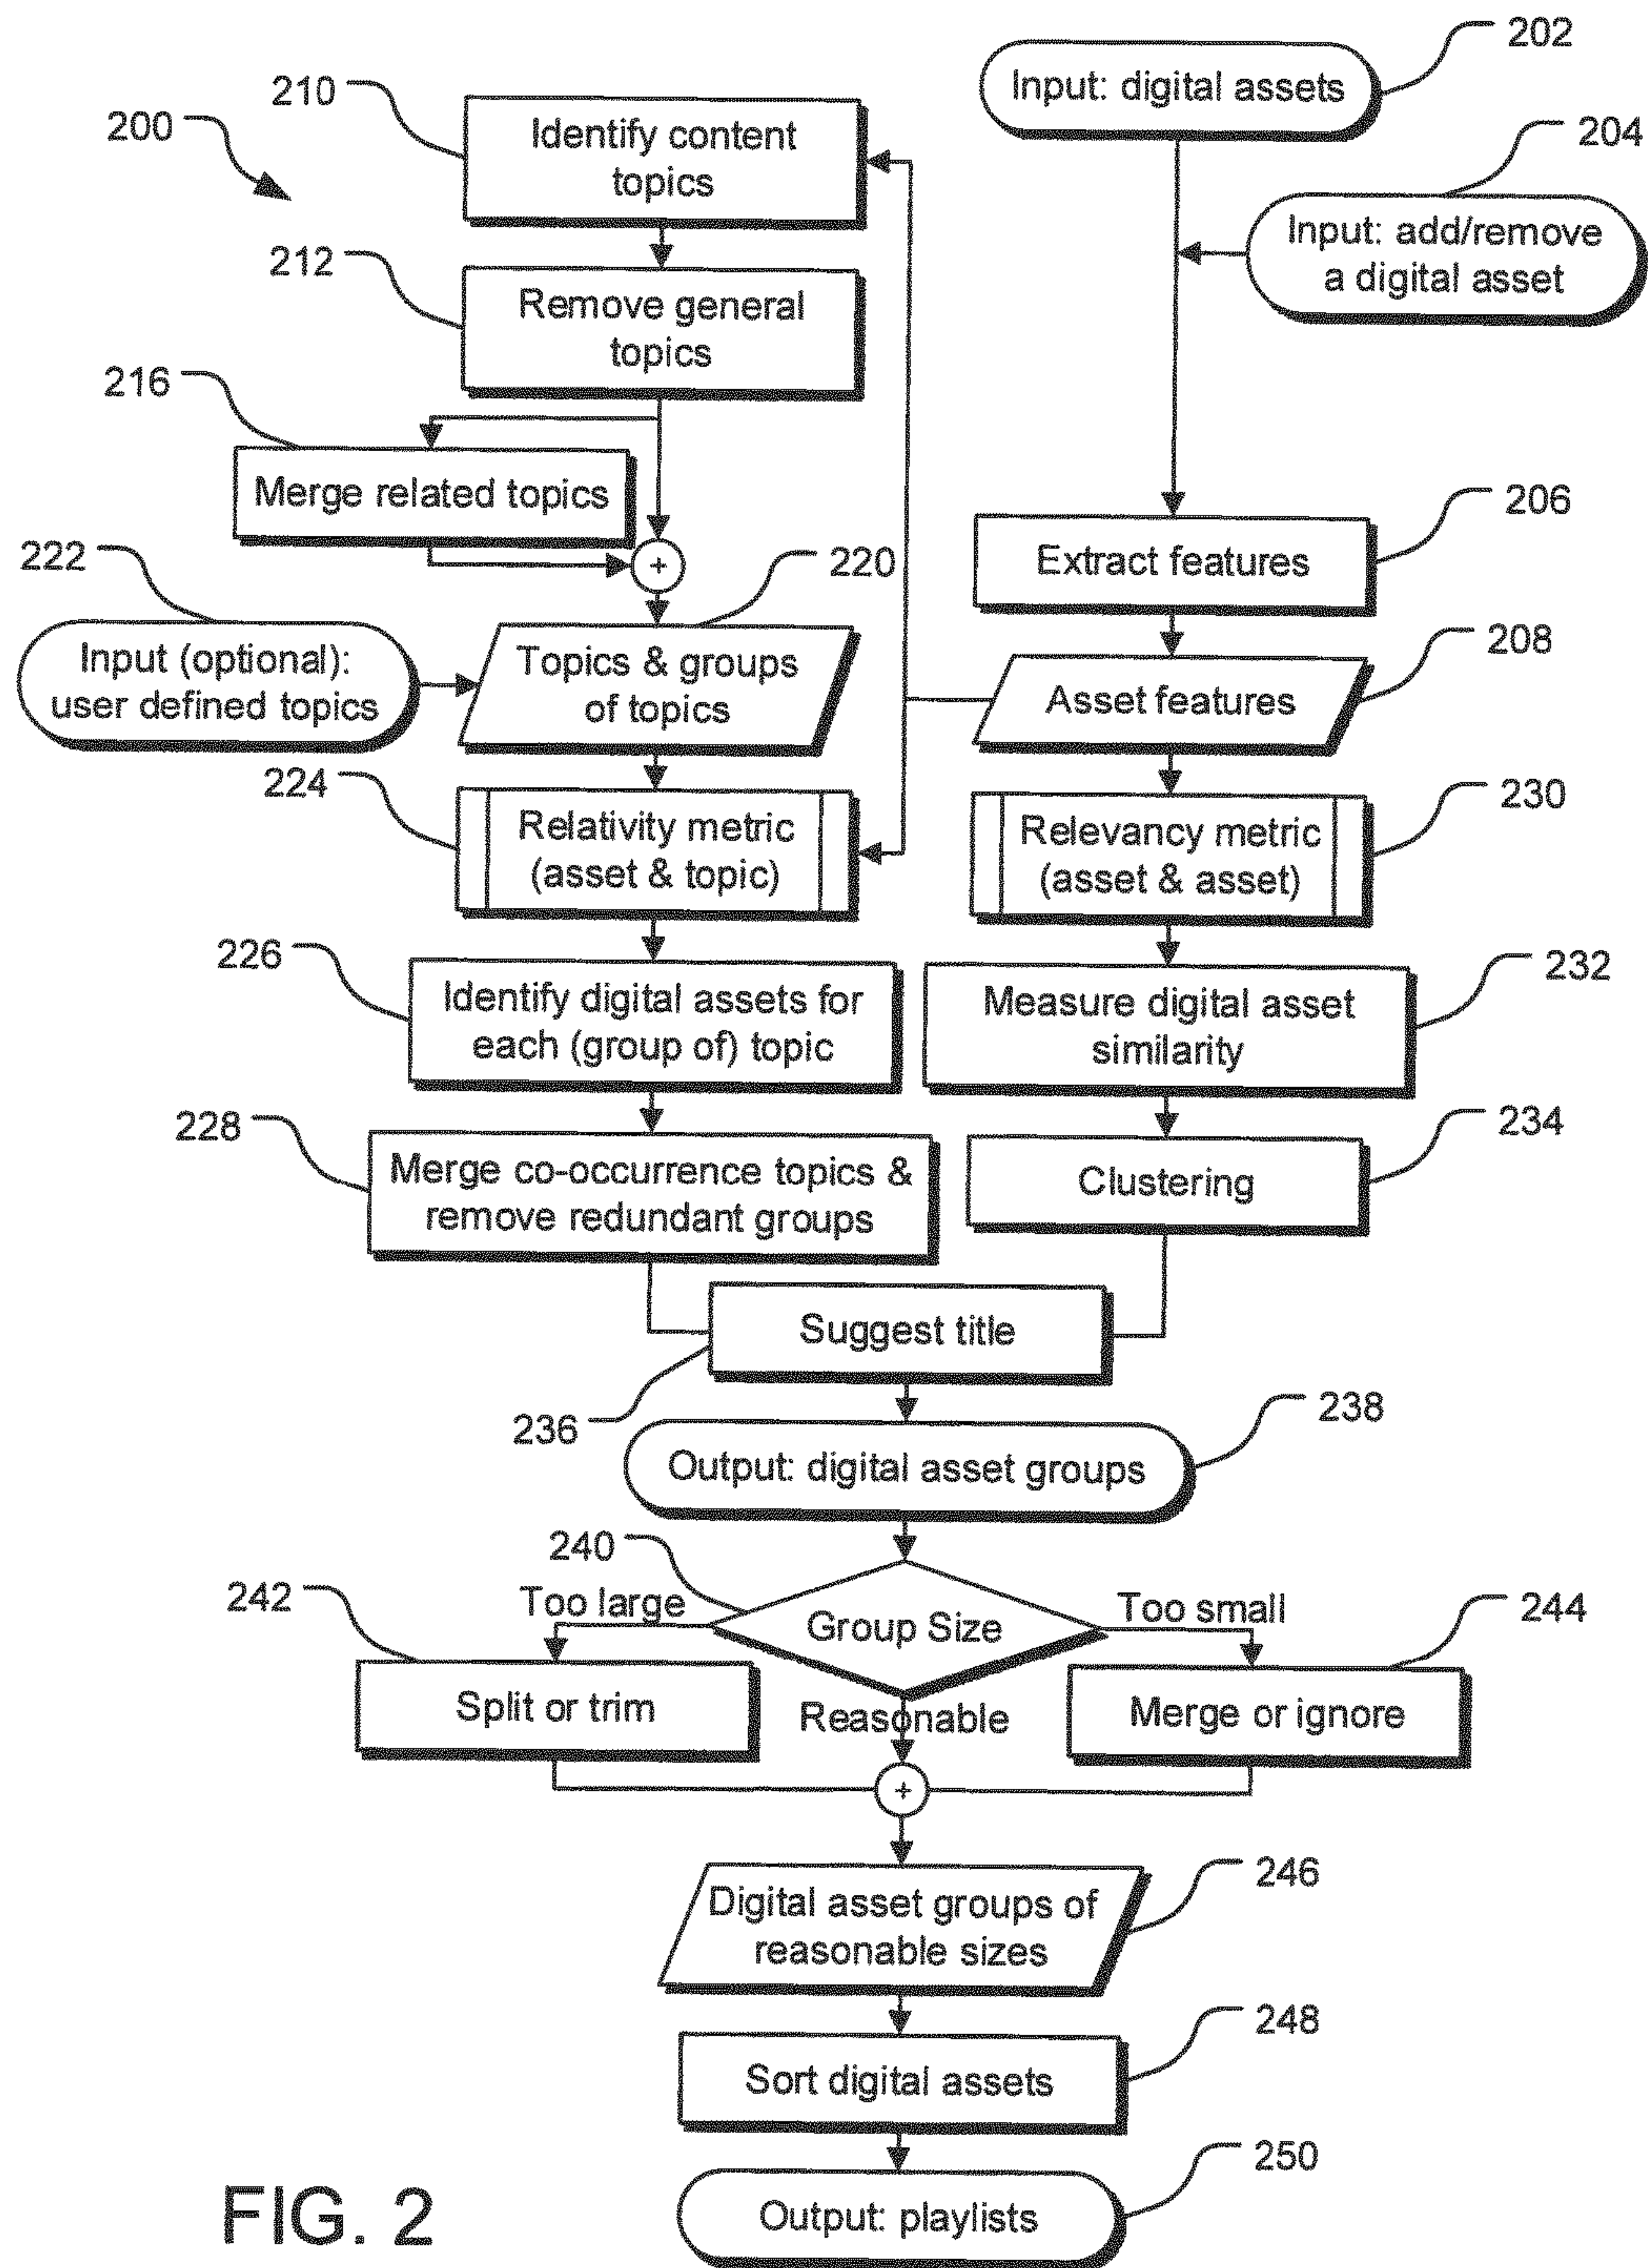 202
Input: digital assets
210
200
Identify content
topics
204
Input: add/remove
a digital asset
212
Remove general
topics
216
Merge related topics
206
Extract features
222
+
220
Input (optional):
user defined topics
Topics & groups
of topics
208
Asset features
224
Relativity metric
(asset & topic)
230
Relevancy metric
(asset & asset)
226
Identify digital assets for
each (group of) topic
232
Measure digital asset
similarity
228
Merge co-occurrence topics &
remove redundant groups
234
Clustering
Suggest title
236
238
Output: digital asset groups
240
242
Too large
Group Size
Too small
244
Split or trim
Reasonable
Merge or ignore
+
246
Digital asset groups of
reasonable sizes
248
Sort digital assets
250
Output: playlists
FIG. 2